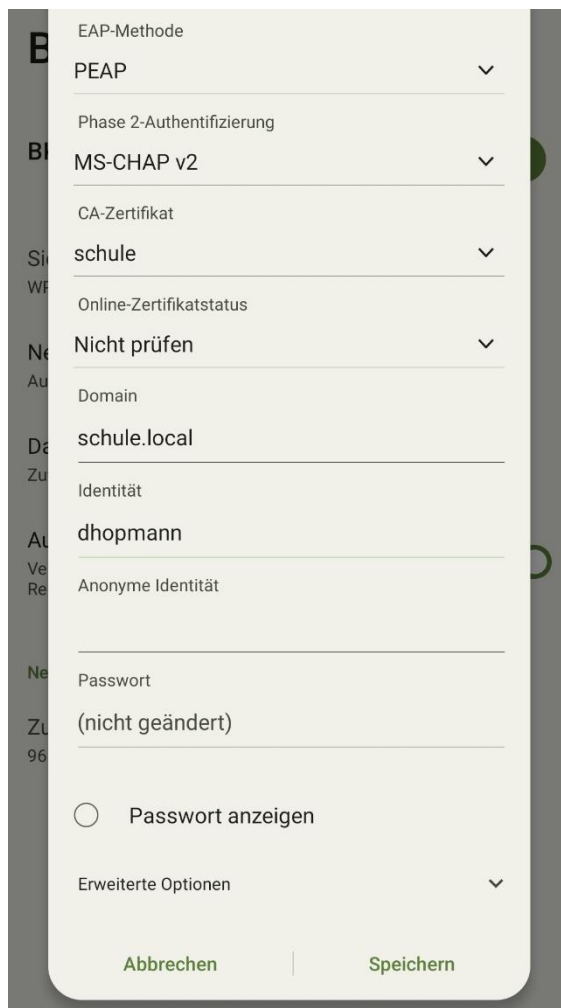 EAP-Methode
PEAP
Phase 2-Authentifizierung
MS-CHAP v2
CA-Zertifikat
schule
Online-Zertifikatstatus
Nicht prüfen
Domain
schule.local
Identität
dhopmann
Anonyme Identität
Passwort
(nicht geändert)
Passwort anzeigen
Erweiterte Optionen
Abbrechen
Speichern